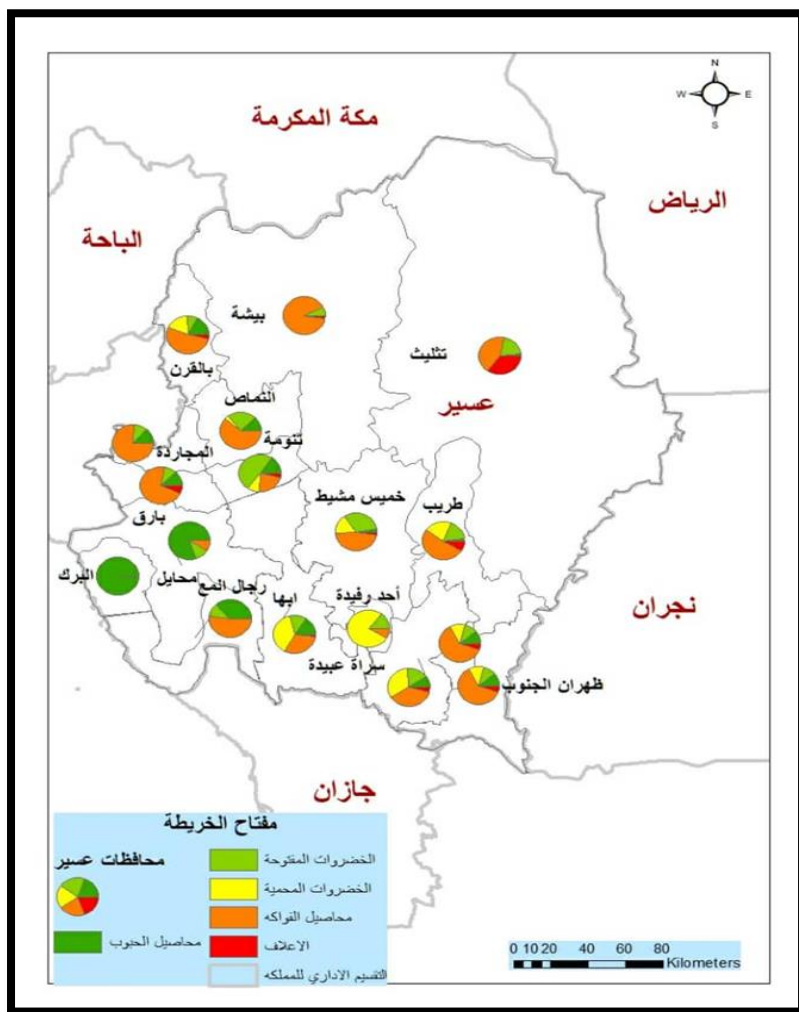 N
W E
S
مكة المكرمة
الرياض
الباحة
بيشة
تثليث
بالقرن
عسير
النماص
تنومة
المجاردة
خميس مشيط
طريب
بارق
البرك
محايل
رجال المع
ابها
أحد رفيدة
نجران
سراة عبيدة
ظهران الجنوب
جازان
مفتاح الخريطة
محافظات عسير
الخضروات المفتوحة
الخضروات المحمية
محاصيل الفواكه
محاصيل الحبوب
الاعلاف
التقسيم الاداري للمملكه
0 10 20 40 60 80
Kilometers